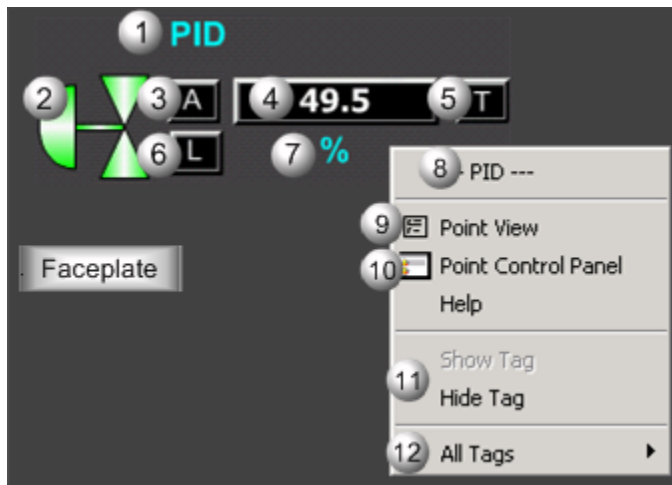 1 PID
2 3 A 4 49.5 5 T
6 L 7 %
8 - PID ---
9 Point View
Faceplate
10 Point Control Panel
Help
Show Tag
11
Hide Tag
12 All Tags